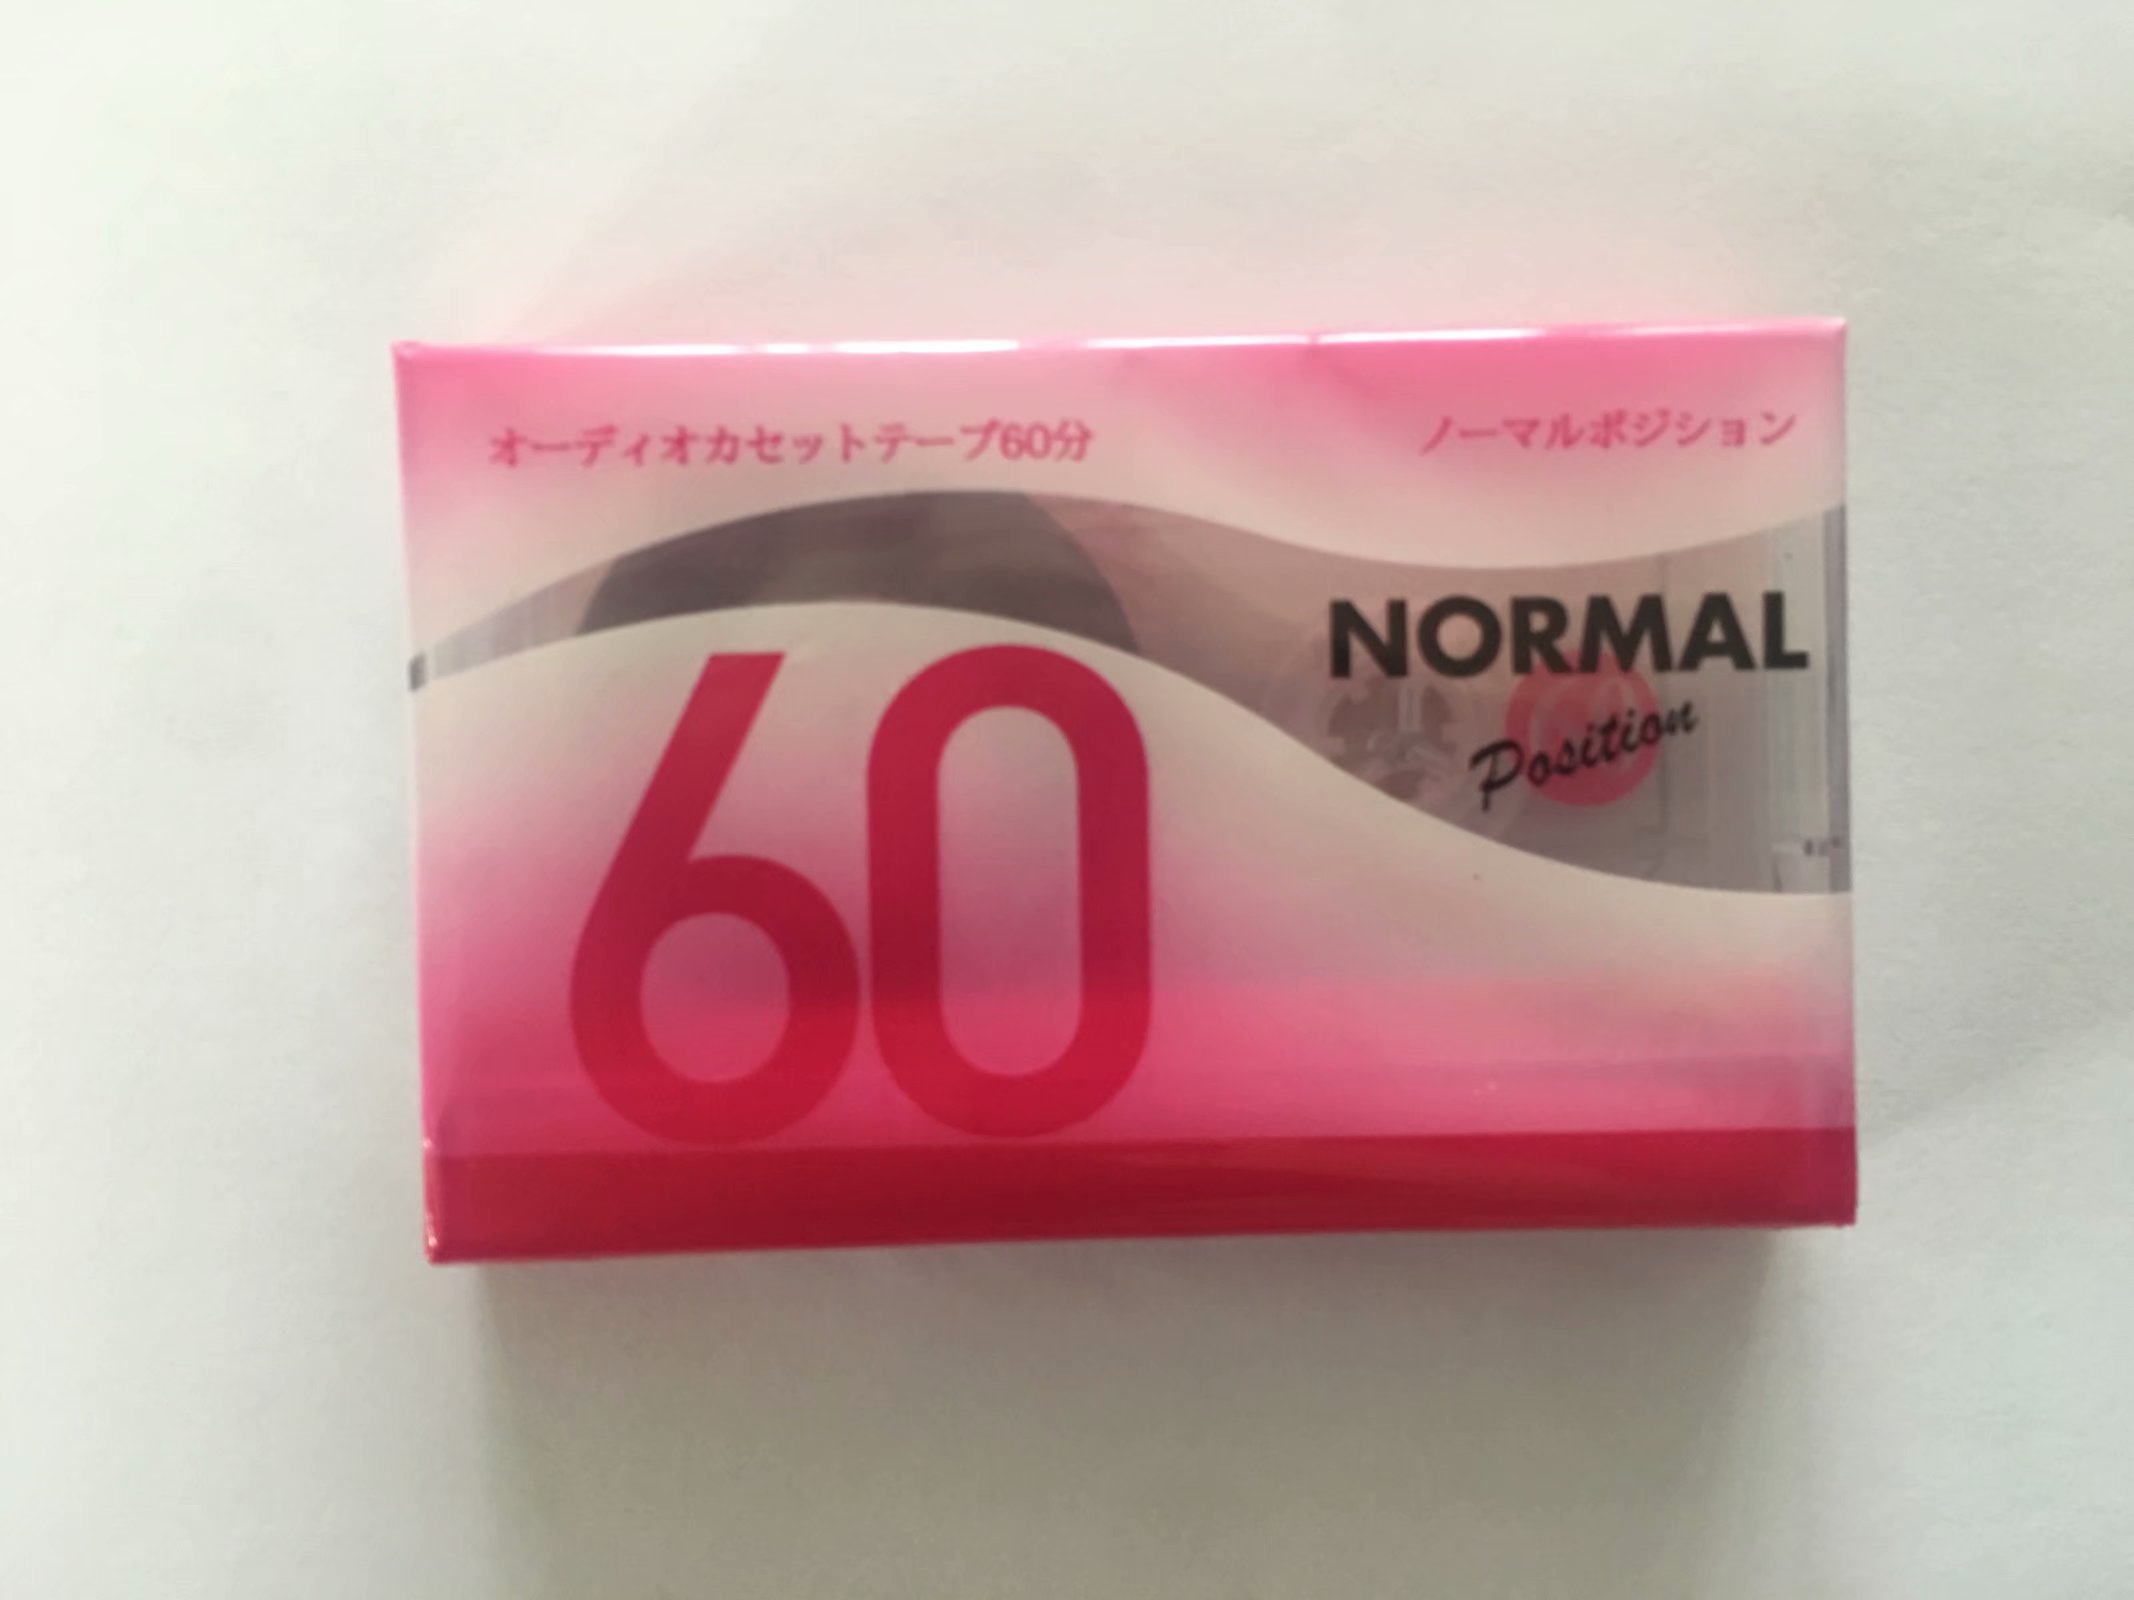 オーディオカセットテープ60分
ノーマルポジション
NORMAL
Position
60